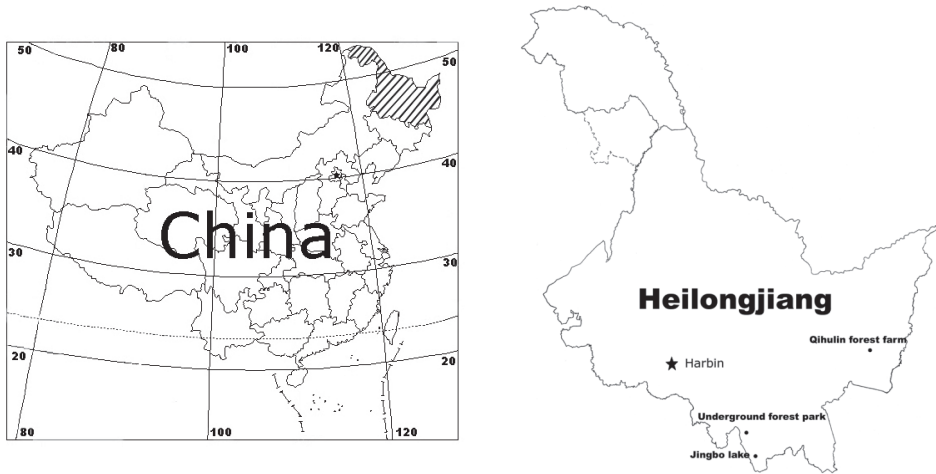 50 80 100 120 50
40 40
China
30 30
20 20
80 100 120
Heilongjiang
Qihulin forest farm
Harbin
Underground forest park
Jingbo lake